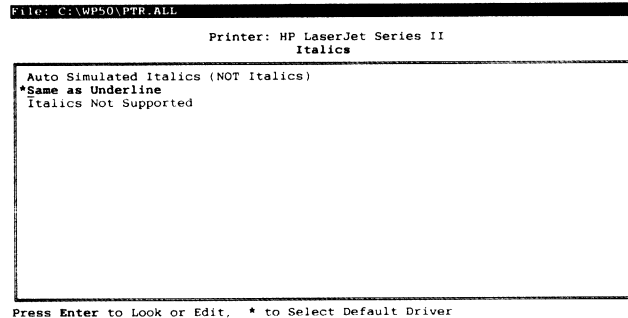 File: C:\WP50\PTR.ALL
Printer: HP LaserJet Series II
Italics
Auto Simulated Italics (NOT Italics)
*Same as Underline
Italics Not Supported
Press Enter to Look or Edit, * to Select Default Driver